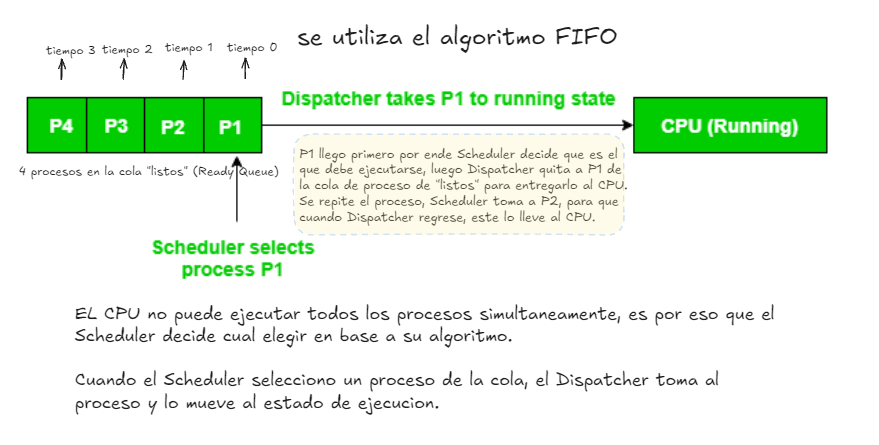 se utiliza el algoritmo FIFO
tiempo 3 tiempo 2 tiempo 1 tiempo 0
Dispatcher takes P1 to running state
P4 P3 P2 P1
CPU (Running)
4 procesos en la cola "listos" (Ready Queue)
P1 llego primero por ende Scheduler decide que es el
que debe ejecutarse, luego Dispatcher quita a P1 de
la cola de proceso de "listos" para entregarlo al CPU.
Se repite el proceso, Scheduler toma a P2, para que
cuando Dispatcher regrese, este lo lleve al CPU.
Scheduler selects
process P1
EL CPU no puede ejecutar todos los procesos simultaneamente, es por eso que el
Scheduler decide cual elegir en base a su algoritmo.
Cuando el Scheduler selecciono un proceso de la cola, el Dispatcher toma al
proceso y lo mueve al estado de ejecucion.